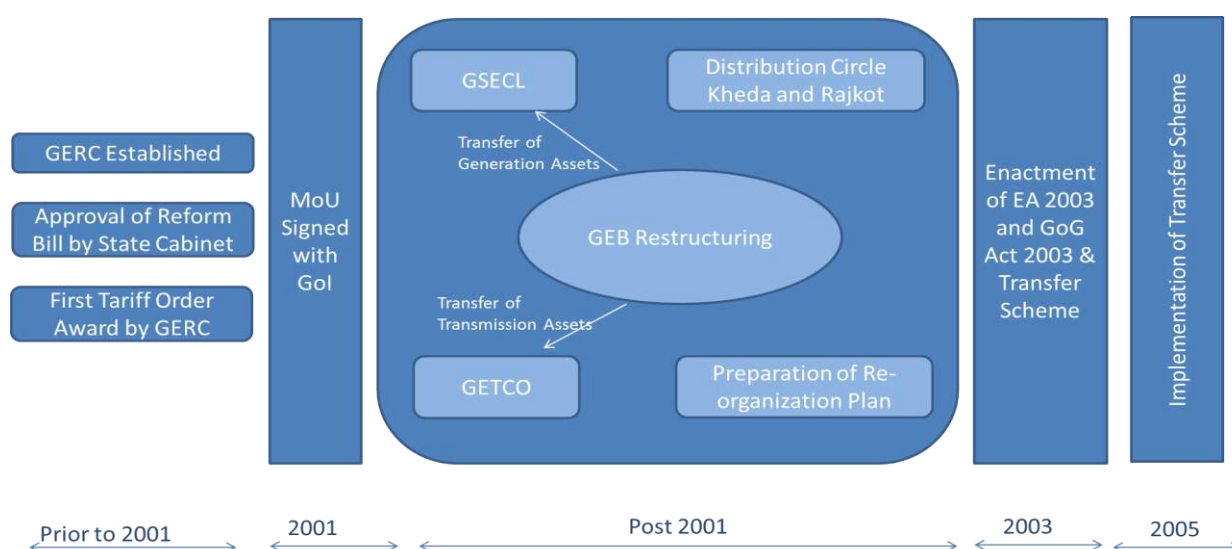 GERC Established
Approval of Reform
Bill by State Cabinet
First Tariff Order
Award by GERC
MoU
Signed
with
GoI
GSECL
Distribution Circle
Kheda and Rajkot
Transfer of
Generation Assets
GEB Restructuring
Transfer of
Transmission Assets
GETCO
Preparation of Re-
organization Plan
Enactment
of EA 2003
and GoG
Act 2003 &
Transfer
Scheme
Implementation of Transfer Scheme
Prior to 2001
2001
Post 2001
2003
2005